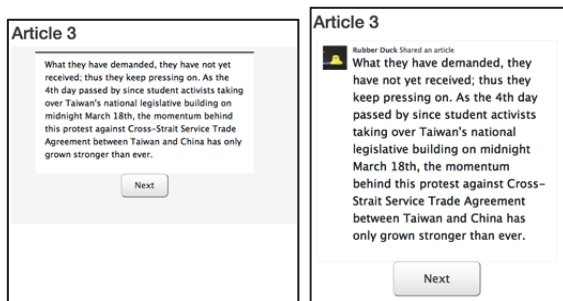 Article 3
What they have demanded, they have not yet
received; thus they keep pressing on. As the
4th day passed by since student activists taking
over Taiwan's national legislative building on
midnight March 18th, the momentum behind
this protest against Cross-Strait Service Trade
Agreement between Taiwan and China has only
grown stronger than ever.
Next
Article 3
Rubber Duck Shared an article
What they have demanded, they
have not yet received; thus they
keep pressing on. As the 4th day
passed by since student activists
taking over Taiwan's national
legislative building on midnight
March 18th, the momentum
behind this protest against Cross-
Strait Service Trade Agreement
between Taiwan and China has
only grown stronger than ever.
Next